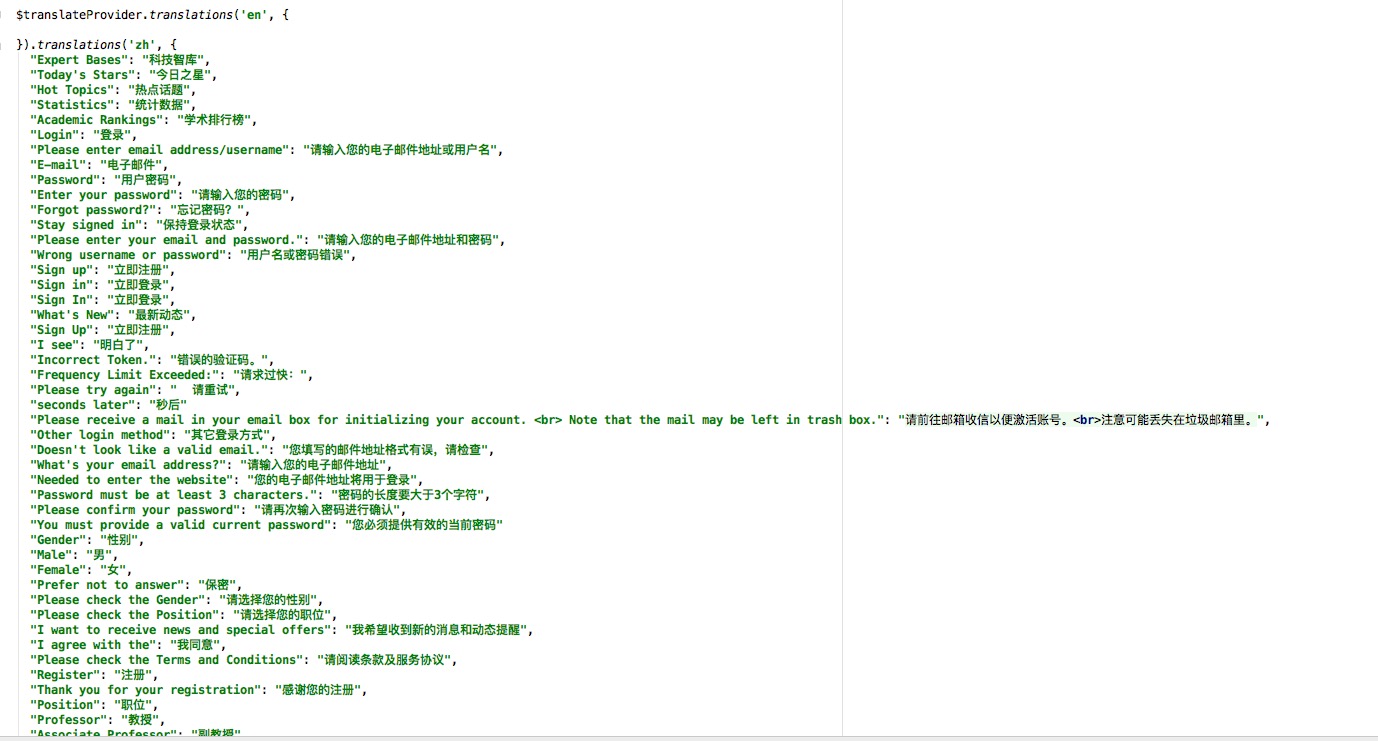 $translateProvider.translations('en', {
}).translations('zh', {
"Expert Bases": "科技智库",
"Today's Stars": "今日之星",
"Hot Topics": "热点话题",
"Statistics": "统计数据",
"Academic Rankings": "学术排行榜",
"Login": "登录",
"Please enter email address/username": "请输入您的电子邮件地址或用户名",
"E-mail": "电子邮件",
"Password": "用户密码",
"Enter your password": "请输入您的密码",
"Forgot password?": "忘记密码？",
"Stay signed in": "保持登录状态",
"Please enter your email and password.": "请输入您的电子邮件地址和密码",
"Wrong username or password": "用户名或密码错误",
"Sign up": "立即注册",
"Sign in": "立即登录",
"Sign In": "立即登录",
"What's New": "最新动态",
"Sign Up": "立即注册",
"I see": "明白了",
"Incorrect Token.": "错误的验证码。",
"Frequency Limit Exceeded:": "请求过快：",
"Please try again": "  请重试",
"seconds later": "秒后"
"Please receive a mail in your email box for initializing your account. <br> Note that the mail may be left in trash box.": "请前往邮箱收信以便激活账号。<br>注意可能丢失在垃圾邮箱里。",
"Other login method": "其它登录方式",
"Doesn't look like a valid email.": "您填写的邮件地址格式有误，请检查",
"What's your email address?": "请输入您的电子邮件地址",
"Needed to enter the website": "您的电子邮件地址将用于登录",
"Password must be at least 3 characters.": "密码的长度要大于3个字符",
"Please confirm your password": "请再次输入密码进行确认",
"You must provide a valid current password": "您必须提供有效的当前密码"
"Gender": "性别",
"Male": "男",
"Female": "女",
"Prefer not to answer": "保密",
"Please check the Gender": "请选择您的性别",
"Please check the Position": "请选择您的职位",
"I want to receive news and special offers": "我希望收到新的消息和动态提醒",
"I agree with the": "我同意",
"Please check the Terms and Conditions": "请阅读条款及服务协议",
"Register": "注册",
"Thank you for your registration": "感谢您的注册",
"Position": "职位",
"Professor": "教授",
"Associate Professor": "副教授"